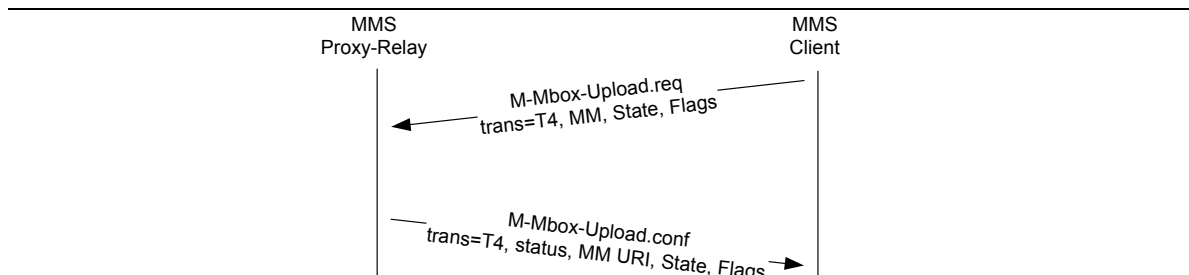 MMS
Proxy-Relay
MMS
Client
M-Mbox-Upload.req
trans=T4, MM, State, Flags
M-Mbox-Upload.conf
trans=T4, status, MM URI, State, Flags